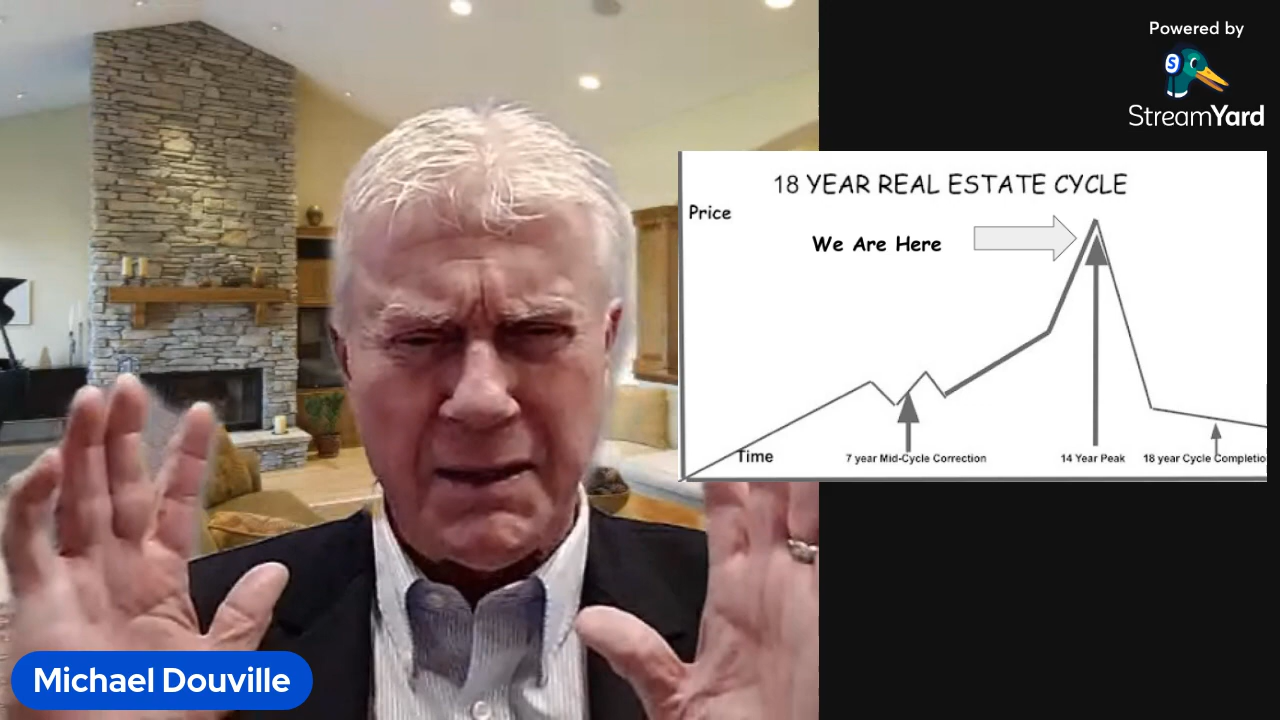 Powered by
S
StreamYard
18 YEAR REAL ESTATE CYCLE
Price
We Are Here
Time
7 year Mid-Cycle Correction
14 Year Peak
18 year Cycle Completio
Michael Douville